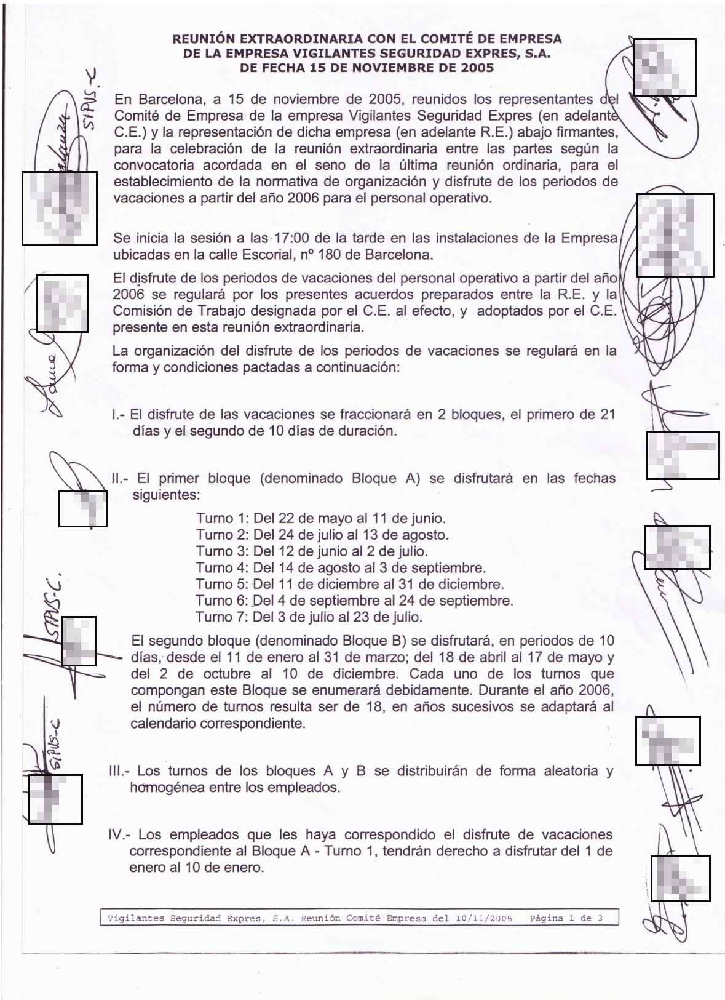 REUNIÓN EXTRAORDINARIA CON EL COMITÉ DE EMPRESA
DE LA EMPRESA VIGILANTES SEGURIDAD EXPRES, S.A.
DE FECHA 15 DE NOVIEMBRE DE 2005
SIPVS.-C
En Barcelona, a 15 de noviembre de 2005, reunidos los representantes del
Comité de Empresa de la empresa Vigilantes Seguridad Expres (en adelante
C.E.) y la representación de dicha empresa (en adelante R.E.) abajo firmantes,
para la celebración de la reunión extraordinaria entre las partes según la
convocatoria acordada en el seno de la última reunión ordinaria, para el
establecimiento de la normativa de organización y disfrute de los periodos de
vacaciones a partir del año 2006 para el personal operativo.
Se inicia la sesión a las 17:00 de la tarde en las instalaciones de la Empresa
ubicadas en la calle Escorial, nº 180 de Barcelona.
El disfrute de los periodos de vacaciones del personal operativo a partir del año
2006 se regulará por los presentes acuerdos preparados entre la R.E. y la
Comisión de Trabajo designada por el C.E. al efecto, y adoptados por el C.E.
presente en esta reunión extraordinaria.
La organización del disfrute de los periodos de vacaciones se regulará en la
forma y condiciones pactadas a continuación:
I.- El disfrute de las vacaciones se fraccionará en 2 bloques, el primero de 21
días y el segundo de 10 días de duración.
II.- El primer bloque (denominado Bloque A) se disfrutará en las fechas
siguientes:
Turno 1: Del 22 de mayo al 11 de junio.
Turno 2: Del 24 de julio al 13 de agosto.
Turno 3: Del 12 de junio al 2 de julio.
Turno 4: Del 14 de agosto al 3 de septiembre.
Turno 5: Del 11 de diciembre al 31 de diciembre.
Turno 6: Del 4 de septiembre al 24 de septiembre.
Turno 7: Del 3 de julio al 23 de julio.
SIPVS-C.
El segundo bloque (denominado Bloque B) se disfrutará, en periodos de 10
días, desde el 11 de enero al 31 de marzo; del 18 de abril al 17 de mayo y
del 2 de octubre al 10 de diciembre. Cada uno de los turnos que
compongan este Bloque se enumerará debidamente. Durante el año 2006,
el número de turnos resulta ser de 18, en años sucesivos se adaptará al
calendario correspondiente.
SIPVS-C
III.- Los turnos de los bloques A y B se distribuirán de forma aleatoria y
homogénea entre los empleados.
IV.- Los empleados que les haya correspondido el disfrute de vacaciones
correspondiente al Bloque A - Turno 1, tendrán derecho a disfrutar del 1 de
enero al 10 de enero.
Vigilantes Seguridad Expres, S.A. Reunión Comité Empresa del 10/11/2005 Página 1 de 3